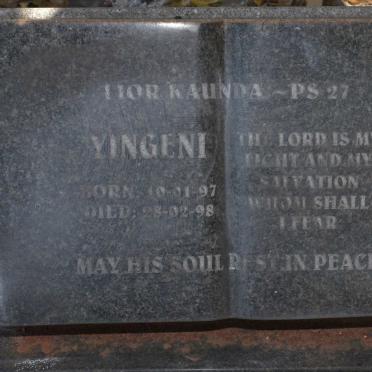 KAUNDA ~ PS 27
YINGENI
BORN: 10-01-97
DIED: 28-02-98
THE LORD IS MY
LIGHT AND MY
SALVATION
WHOM SHALL
I FEAR
MAY HIS SOUL REST IN PEACE